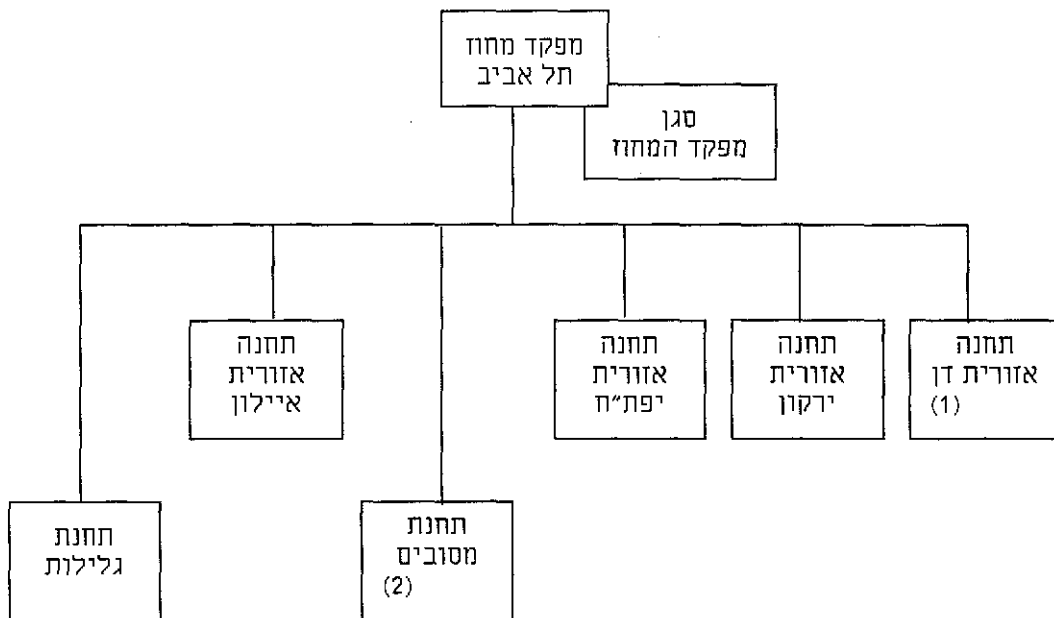 מפקד מחוז
תל אביב
סגן
מפקד המחוז
תחנה
אזורית דן
(1)
תחנה
אזורית
ירקון
תחנה
אזורית
יפת״ח
תחנה
אזורית
איילון
תחנת
מסובים
(2)
תחנת
גלילות